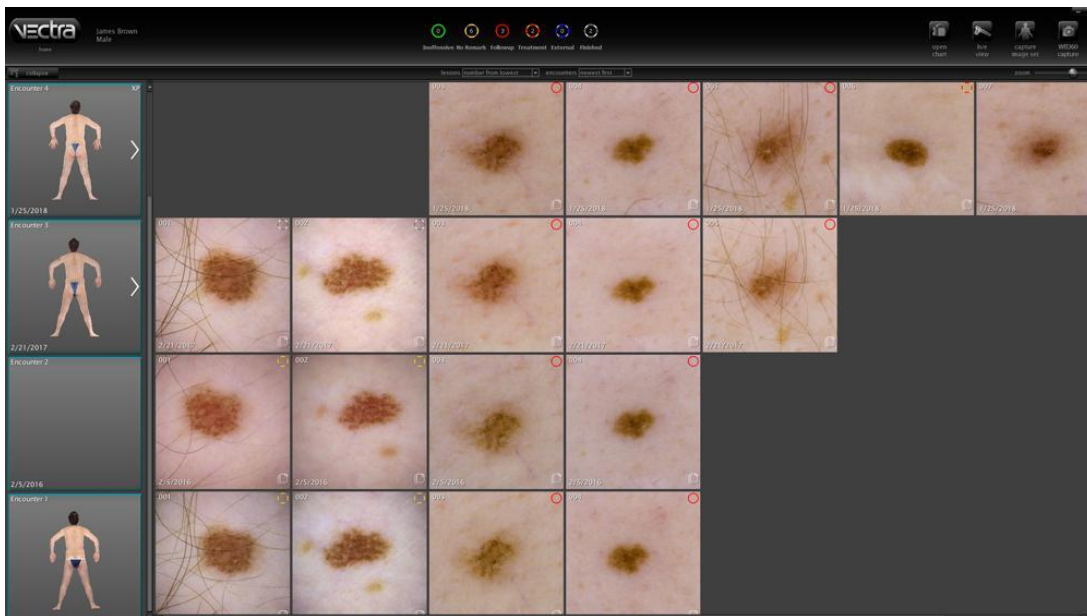 vectra
home
James Brown
Male
0 6 3 2 0 2
Inoffensive No Remark Followup Treatment External Finished
open chart
live view
capture image set
WB360 capture
collapse
lesions number from lowest encounters newest first
zoom
Encounter 4 XP
1/25/2018
003 004 005 006 007
1/25/2018 1/25/2018 1/25/2018 1/25/2018 1/25/2018
Encounter 3
2/21/2017
001 002 003 004 005
2/21/2017 2/21/2017 2/21/2017 2/21/2017 2/21/2017
Encounter 2
2/5/2016
001 002 003 004
2/5/2016 2/5/2016 2/5/2016 2/5/2016
Encounter 1
001 002 003 004